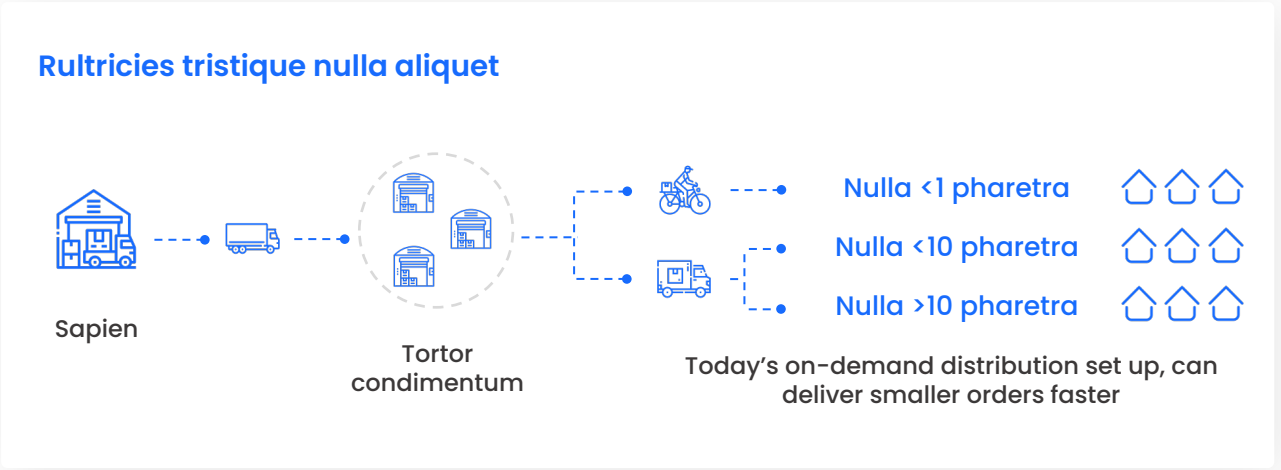 Rultricies tristique nulla aliquet
Nulla <1 pharetra
Nulla <10 pharetra
Nulla >10 pharetra
Sapien
Tortor
condimentum
Today's on-demand distribution set up, can
deliver smaller orders faster